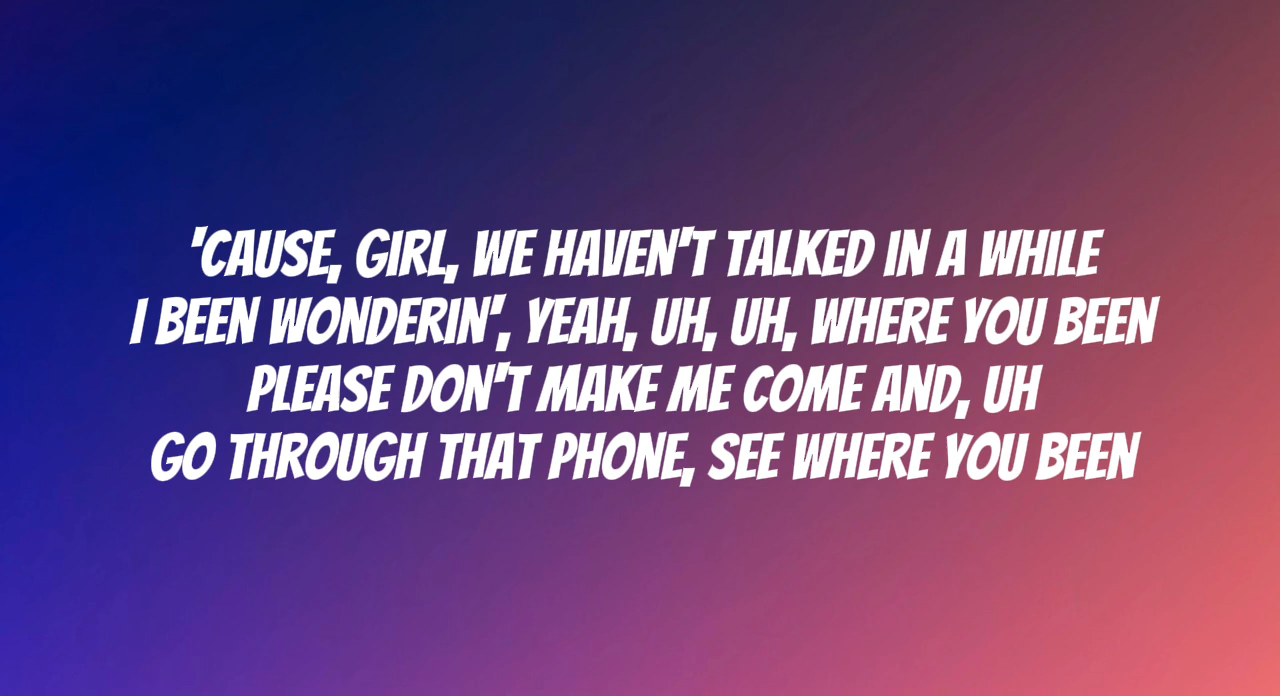 'CAUSE, GIRL, WE HAVEN'T TALKED IN A WHILE
I BEEN WONDERIN', YEAH, UH, UH, WHERE YOU BEEN
PLEASE DON'T MAKE ME COME AND, UH
GO THROUGH THAT PHONE, SEE WHERE YOU BEEN